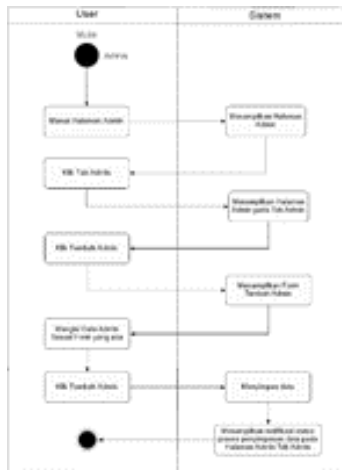 User
Sistem
Mulai
Admin
Masuk Halaman Admin
Menampilkan Halaman
Admin
Klik Tab Admin
Menampilkan Halaman
Admin pada Tab Admin
Klik Tambah Admin
Menampilkan Form
Tambah Admin
Mengisi Data Admin
Sesuai Form yang ada
Klik Tambah Admin
Menyimpan data
Menampilkan notifikasi status
proses penyimpanan data pada
Halaman Admin Tab Admin